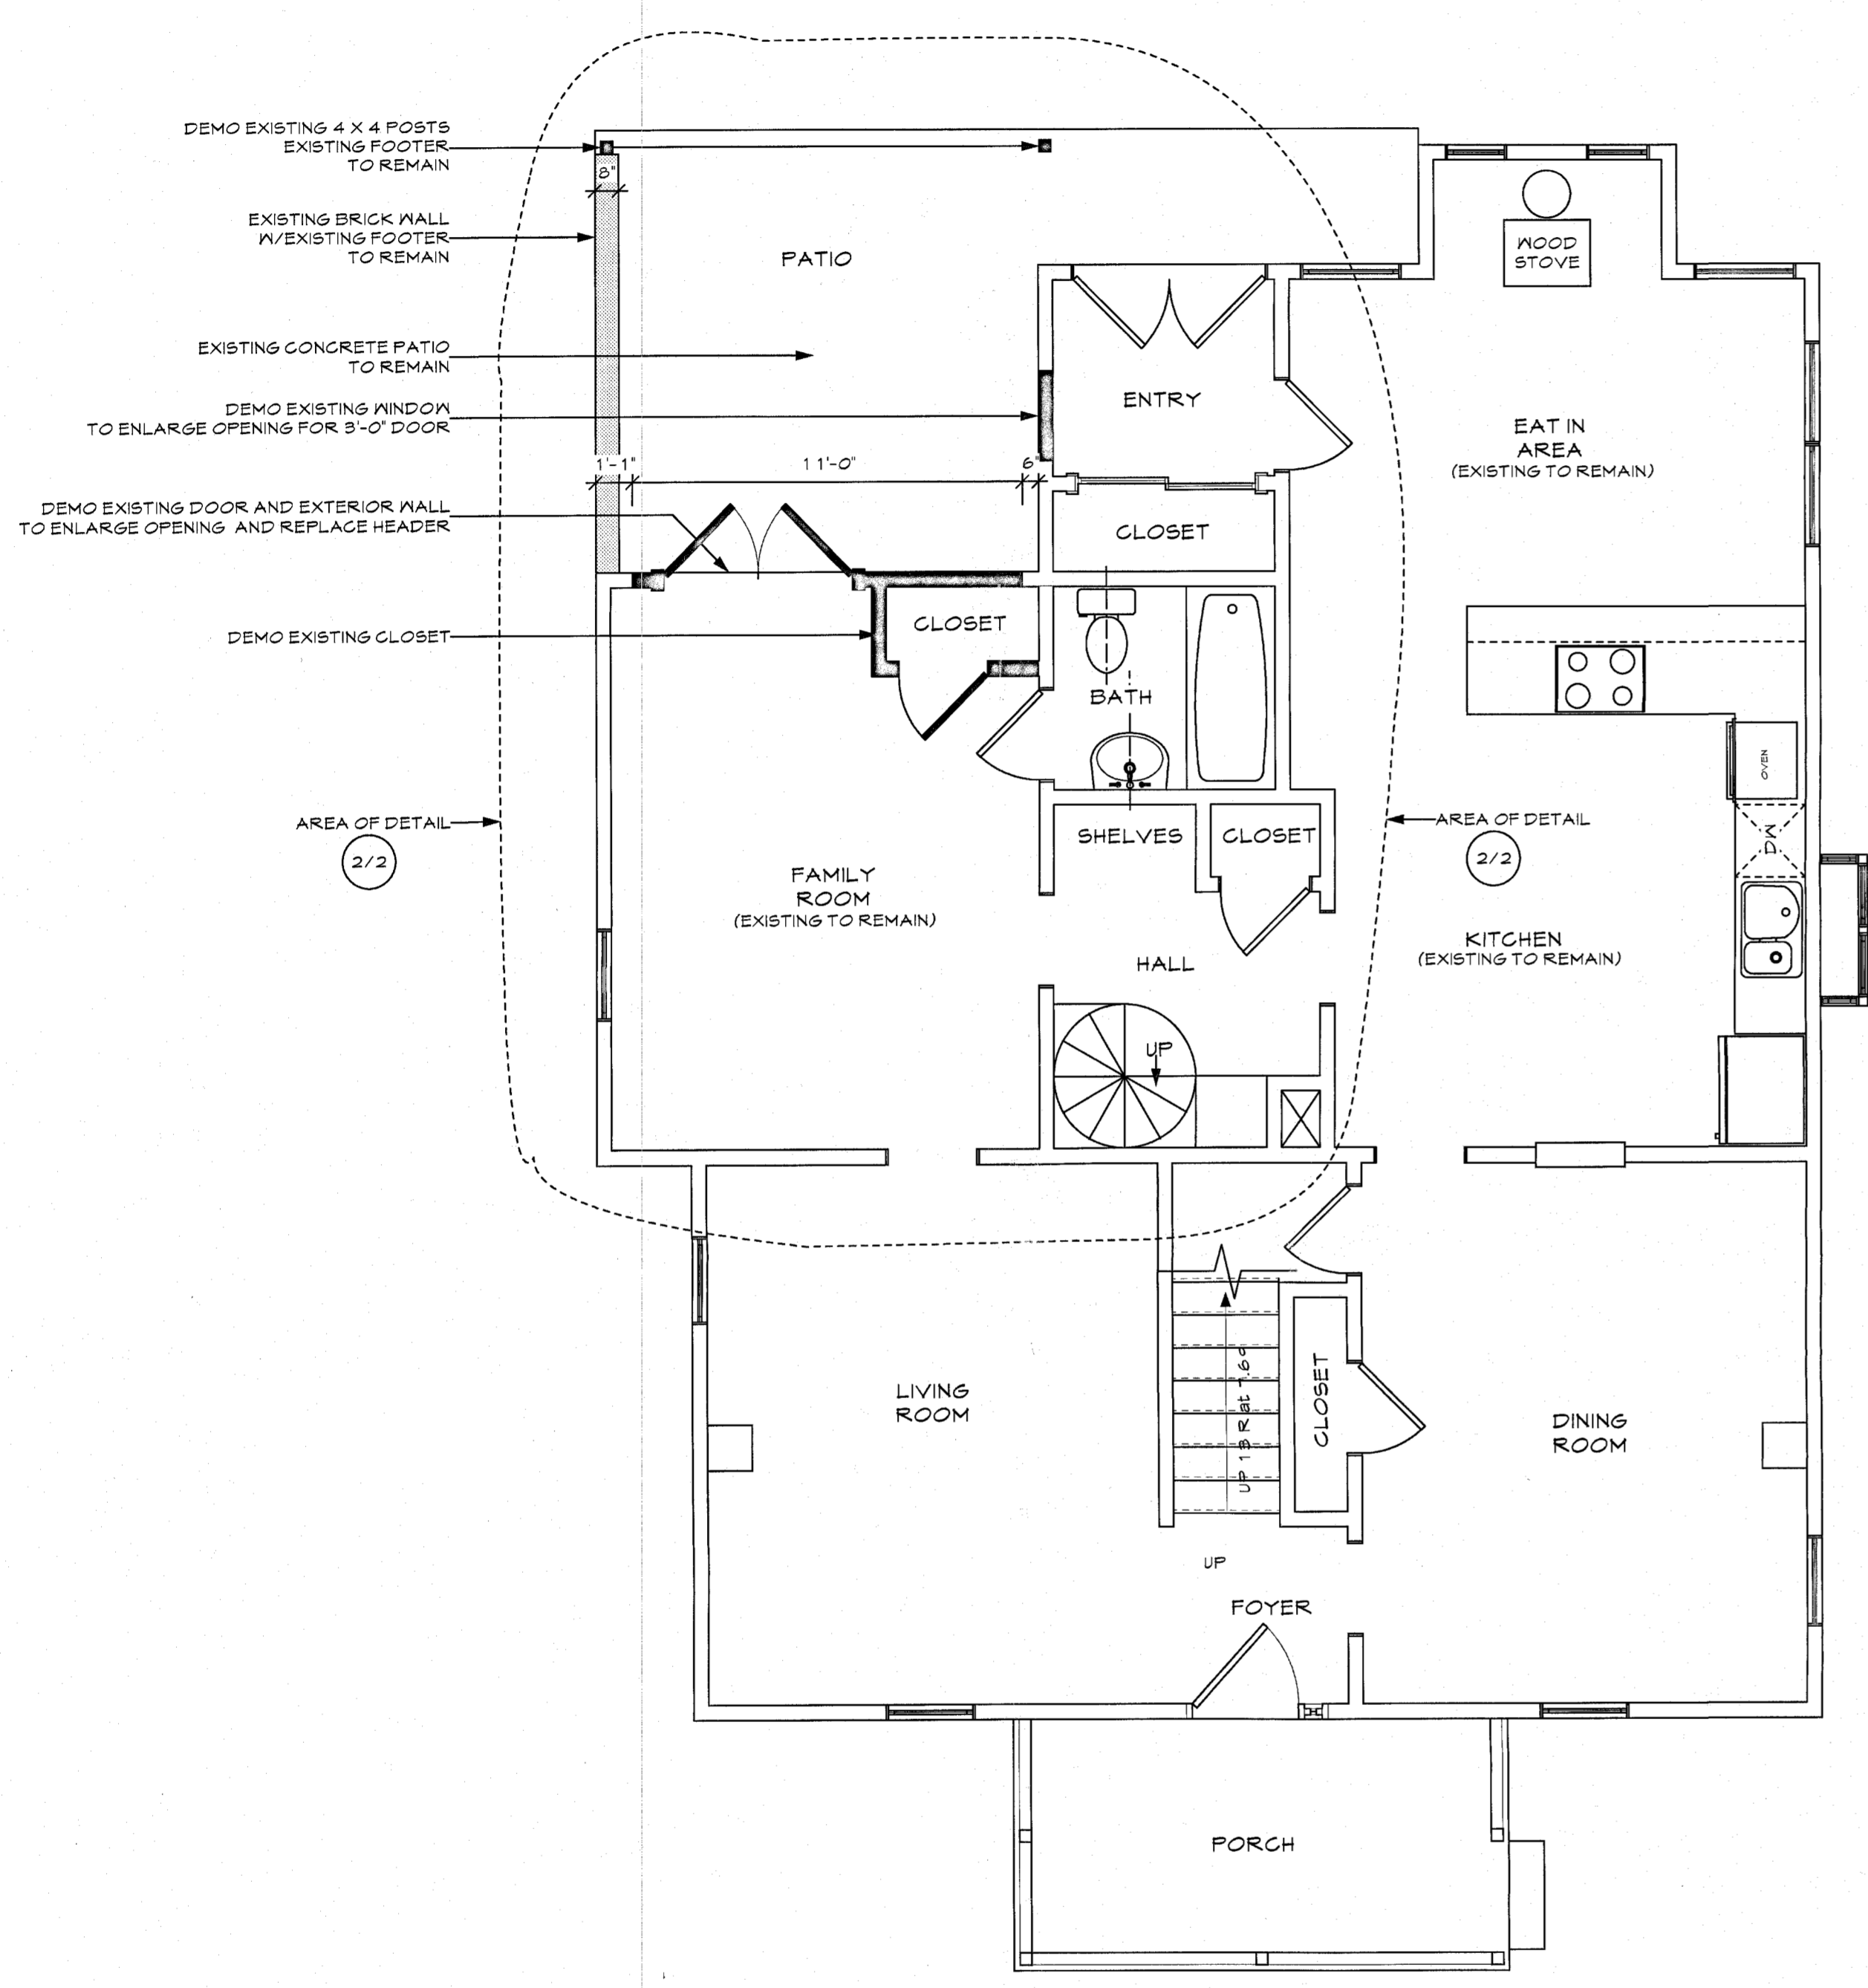 DEMO EXISTING 4 X 4 POSTS
EXISTING FOOTER
TO REMAIN
8"
EXISTING BRICK WALL
W/EXISTING FOOTER
TO REMAIN
PATIO
WOOD
STOVE
EXISTING CONCRETE PATIO
TO REMAIN
DEMO EXISTING WINDOW
TO ENLARGE OPENING FOR 3'-0" DOOR
ENTRY
EAT IN
AREA
(EXISTING TO REMAIN)
1'-1"
11'-0"
6"
DEMO EXISTING DOOR AND EXTERIOR WALL
TO ENLARGE OPENING AND REPLACE HEADER
CLOSET
DEMO EXISTING CLOSET
CLOSET
BATH
OVEN
AREA OF DETAIL
2/2
SHELVES
CLOSET
AREA OF DETAIL
2/2
DW
FAMILY
ROOM
(EXISTING TO REMAIN)
HALL
KITCHEN
(EXISTING TO REMAIN)
UP
LIVING
ROOM
UP 13 R at 7.6
CLOSET
DINING
ROOM
UP
FOYER
PORCH